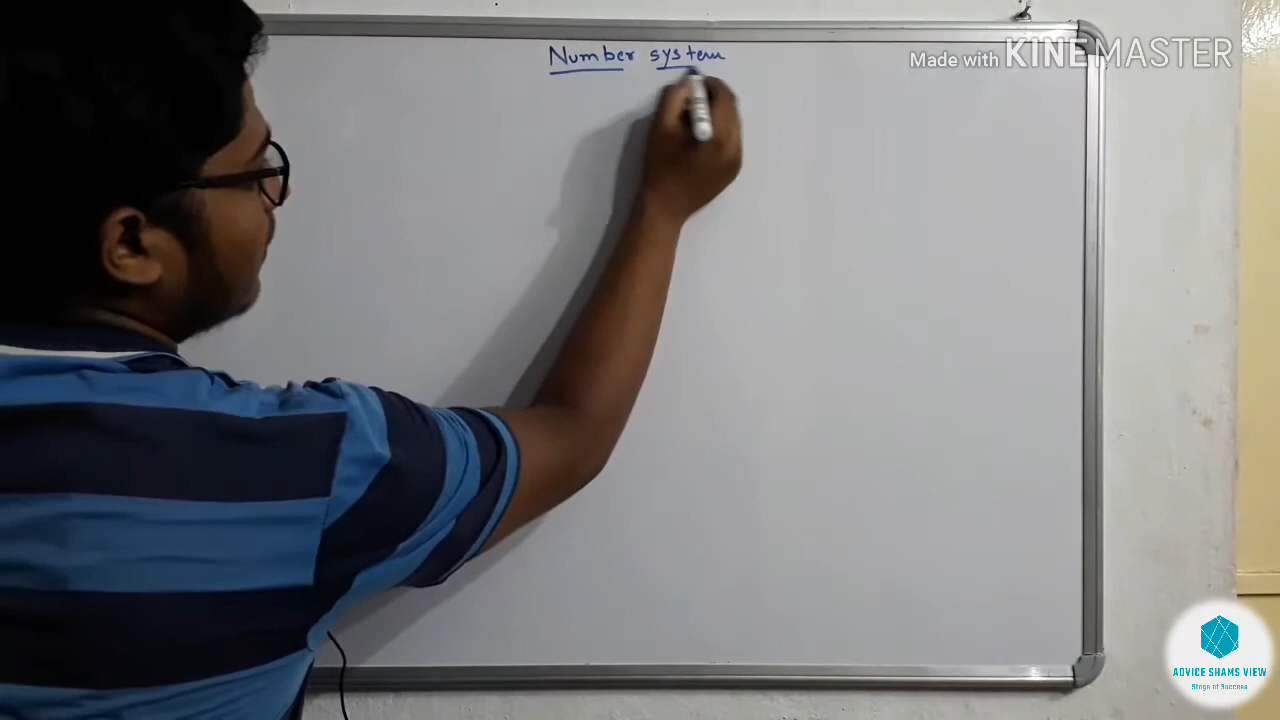 Number system
Made with KINEMASTER
ADVICE SHAMS VIEW
Stage of Success